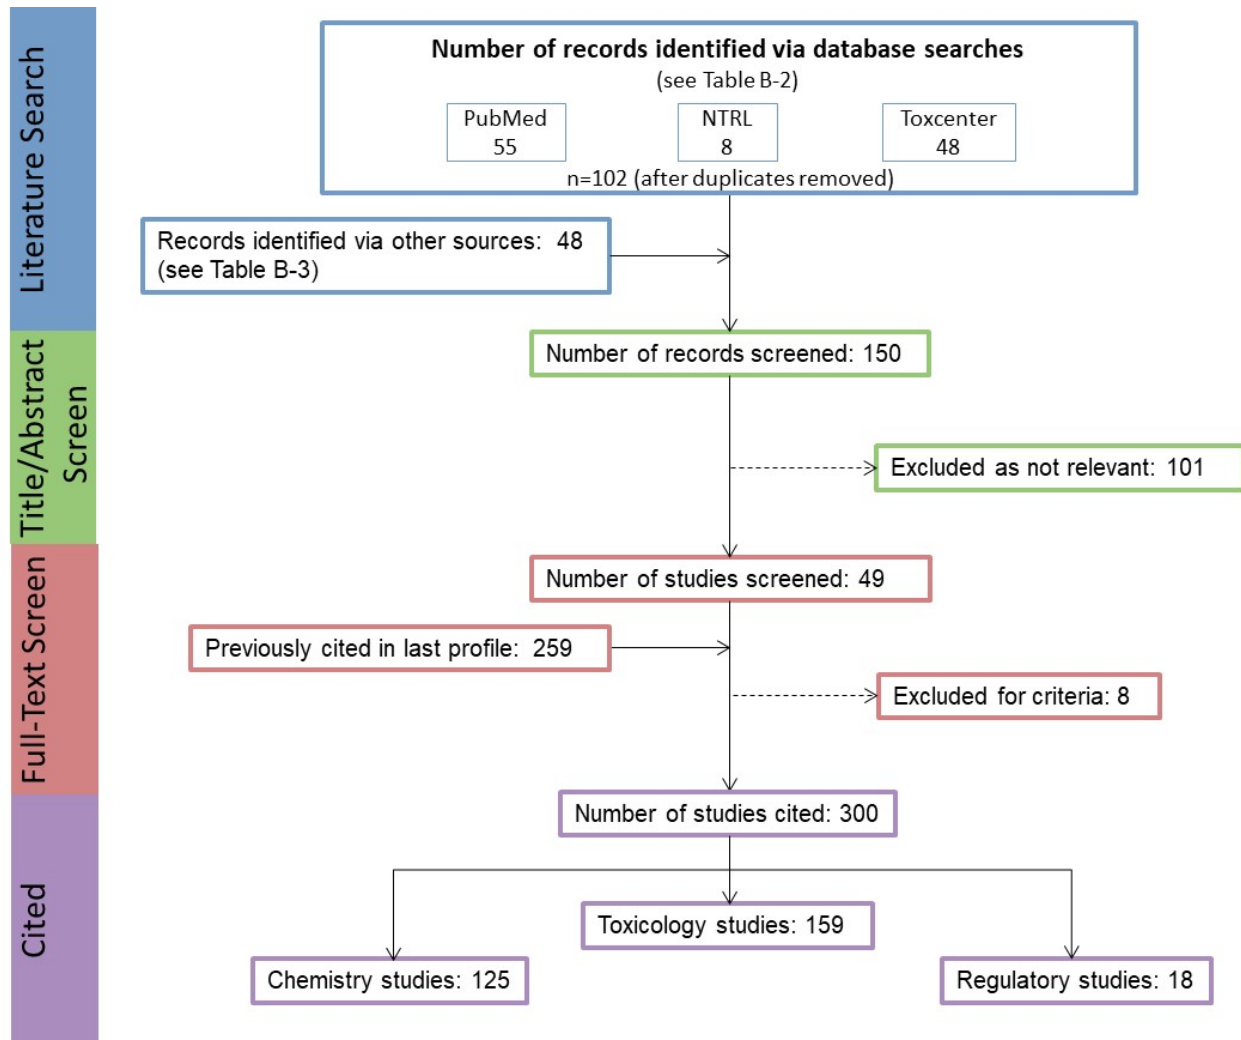 Literature Search
Number of records identified via database searches
(see Table B-2)
PubMed
55
NTRL
8
Toxcenter
48
n=102 (after duplicates removed)
Records identified via other sources: 48
(see Table B-3)
Title/Abstract
Screen
Number of records screened: 150
Excluded as not relevant: 101
Full-Text Screen
Number of studies screened: 49
Previously cited in last profile: 259
Excluded for criteria: 8
Cited
Number of studies cited: 300
Toxicology studies: 159
Chemistry studies: 125
Regulatory studies: 18